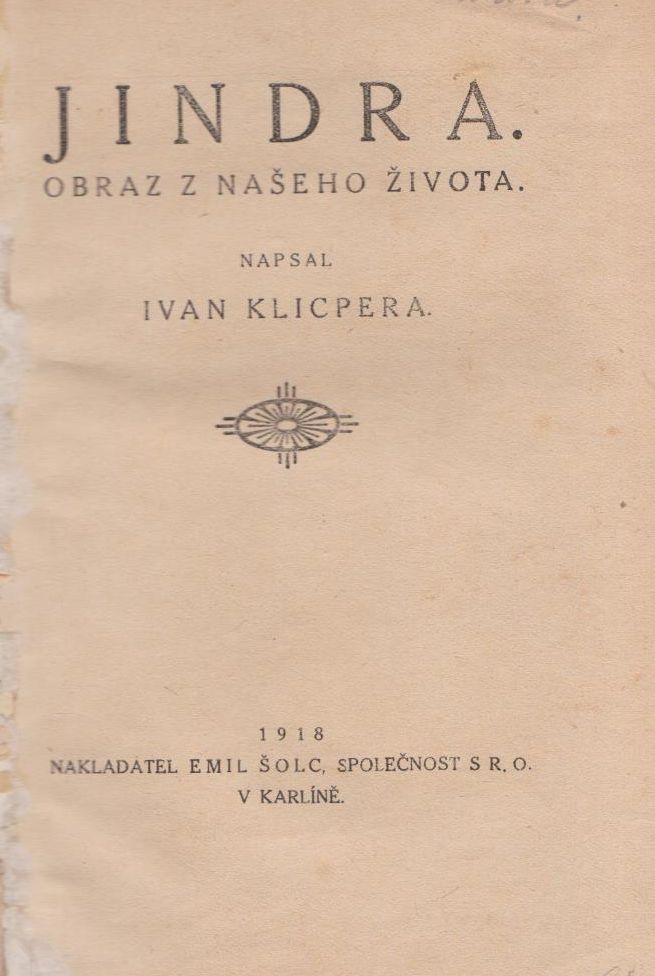 JINDRA.
OBRAZ Z NAŠEHO ŽIVOTA.
NAPSAL
IVAN KLICPERA.
1918
NAKLADATEL EMIL ŠOLC, SPOLEČNOST S R. O.
V KARLÍNĚ.